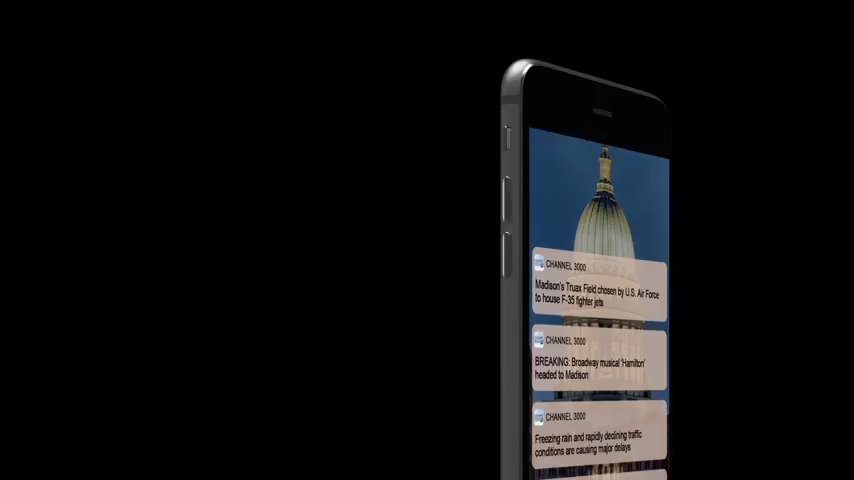 CHANNEL 3000
Madison's Truax Field chosen by U.S. Air Force
to house F-35 fighter jets
CHANNEL 3000
BREAKING: Broadway musical 'Hamilton'
headed to Madison
CHANNEL 3000
Freezing rain and rapidly declining traffic
conditions are causing major delays